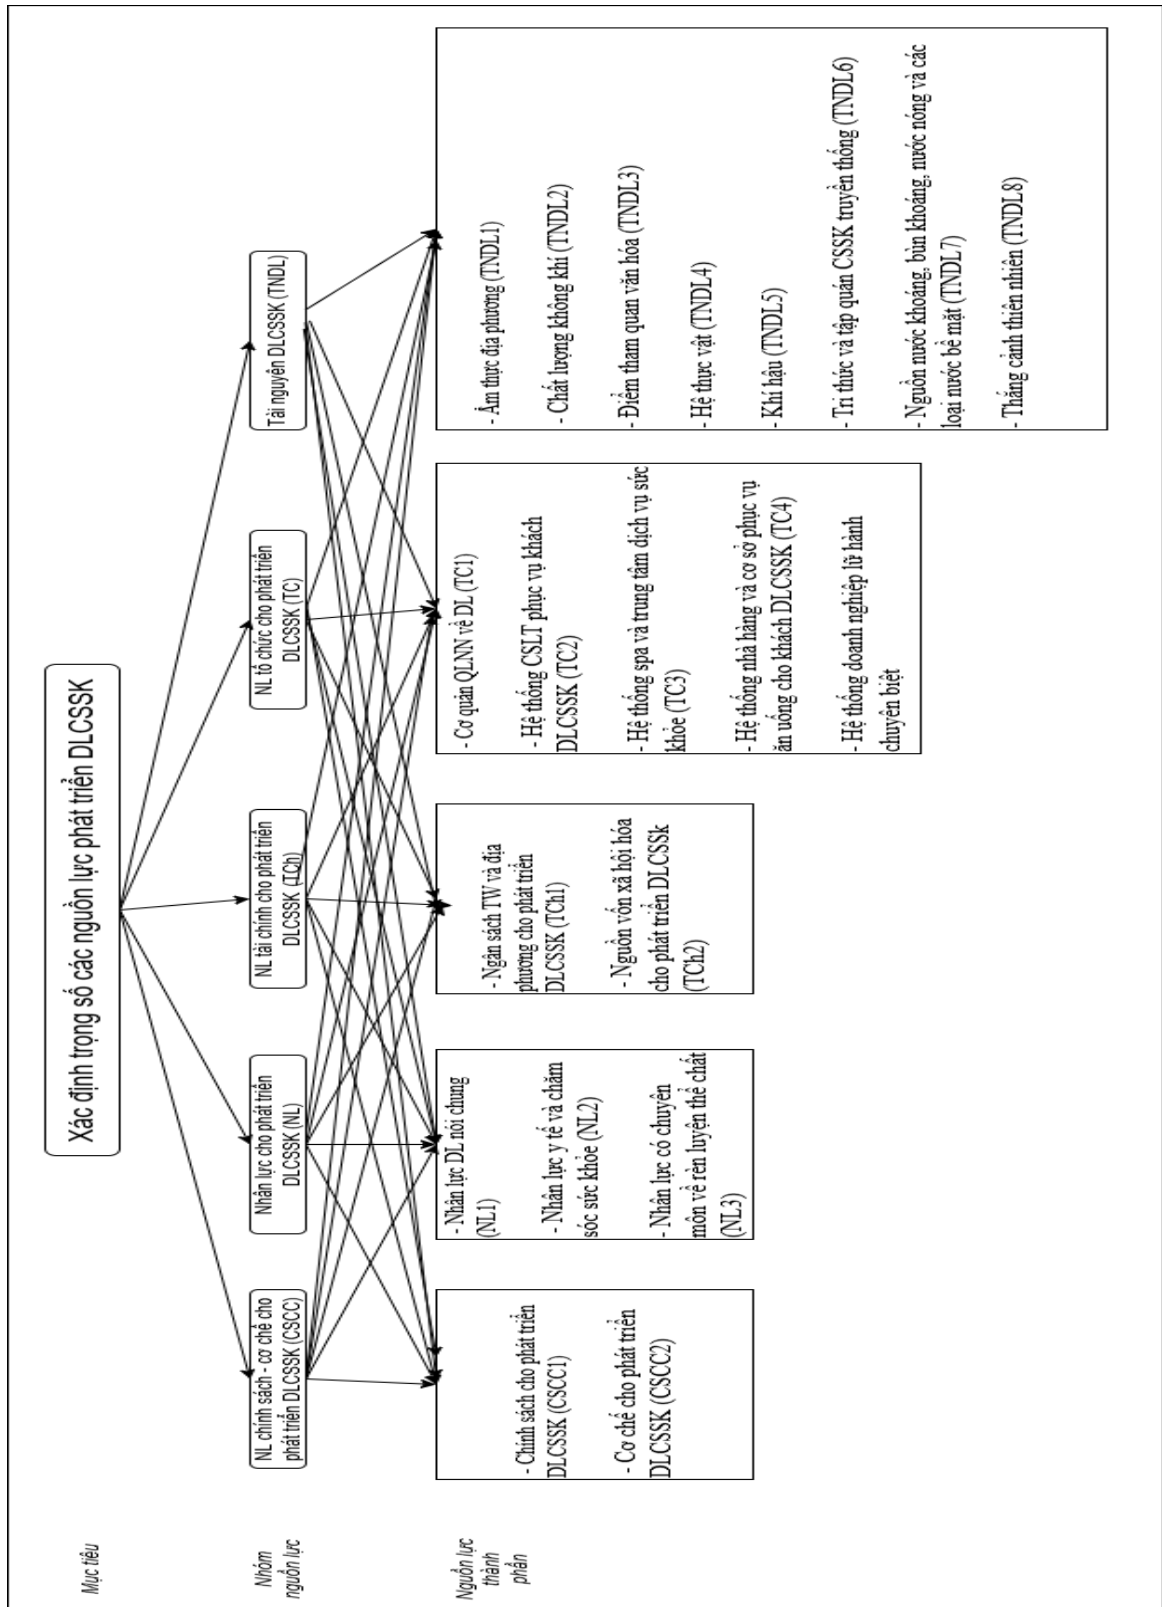 Mục tiêu
Xác định trọng số các nguồn lực phát triển DLCSSK
Nhóm
nguồn lực
NL chính sách - cơ chế cho
phát triển DLCSSK (CSCC)
Nhân lực cho phát triển
DLCSSK (NL)
NL tài chính cho phát triển
DLCSSK (TCh)
NL tổ chức cho phát triển
DLCSSK (TC)
Tài nguyên DLCSSK (TNDL)
Nguồn lực
thành
phần
- Chính sách cho phát triển
DLCSSK (CSCC1)
- Cơ chế cho phát triển
DLCSSK (CSCC2)
- Nhân lực DL nói chung
(NL1)
- Nhân lực y tế và chăm
sóc sức khỏe (NL2)
- Nhân lực có chuyên
môn về rèn luyện thể chất
(NL3)
- Ngân sách TW và địa
phương cho phát triển
DLCSSK (TCh1)
- Nguồn vốn xã hội hóa
cho phát triển DLCSSk
(TCh2)
- Cơ quản QLNN về DL (TC1)
- Hệ thống CSLT phục vụ khách
DLCSSK (TC2)
- Hệ thống spa và trung tâm dịch vụ sức
khỏe (TC3)
- Hệ thống nhà hàng và cơ sở phục vụ
ăn uống cho khách DLCSSK (TC4)
- Hệ thống doanh nghiệp lữ hành
chuyên biệt
- Ẩm thực địa phương (TNDL1)
- Chất lượng không khí (TNDL2)
- Điểm tham quan văn hóa (TNDL3)
- Hệ thực vật (TNDL4)
- Khí hậu (TNDL5)
- Tri thức và tập quán CSSK truyền thống (TNDL6)
- Nguồn nước khoáng, bùn khoáng, nước nóng và các
loại nước bề mặt (TNDL7)
- Thắng cảnh thiên nhiên (TNDL8)